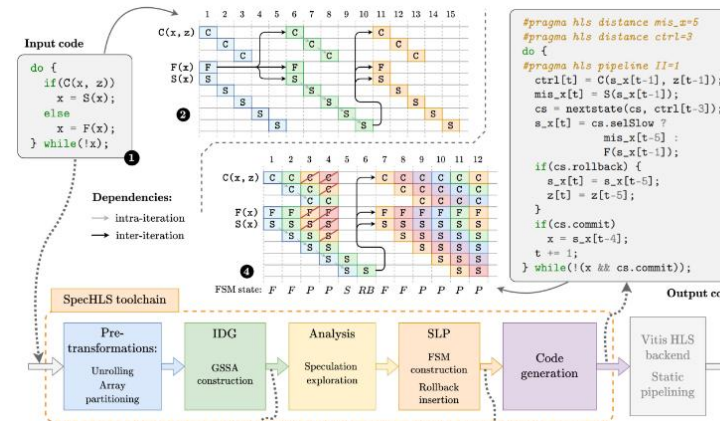 Input code
do {
if(C(x, z))
x = S(x);
else
x = F(x);
} while(!x);
1
1 2 3 4 5 6 7 8 9 10 11 12 13 14 15
C(x, z)
C C C
C C C
C C C
F(x)
F F F
S(x)
S S S
S S S
S S S
S S S
S S S
2
Dependencies:
intra-iteration
inter-iteration
1 2 3 4 5 6 7 8 9 10 11 12
C(x, z)
F(x)
S(x)
4
FSM state: F F P P S RB F F P P P P
#pragma hls distance mis_x=5
#pragma hls distance ctrl=3
do {
#pragma hls pipeline II=1
ctrl[t] = C(s_x[t-1], z[t-1]);
mis_x[t] = S(s_x[t-1]);
cs = nextstate(cs, ctrl[t-3]);
s_x[t] = cs.selSlow ?
mis_x[t-5] :
F(s_x[t-1]);
if(cs.rollback) {
s_x[t] = s_x[t-5];
z[t] = z[t-5];
}
if(cs.commit)
x = s_x[t-4];
t += 1;
} while(!(x && cs.commit));
Output co
SpecHLS toolchain
Pre-
transformations:
Unrolling
Array
partitioning
IDG
GSSA
construction
Analysis
Speculation
exploration
SLP
FSM
construction
Rollback
insertion
Code
generation
Vitis HLS
backend
Static
pipelining